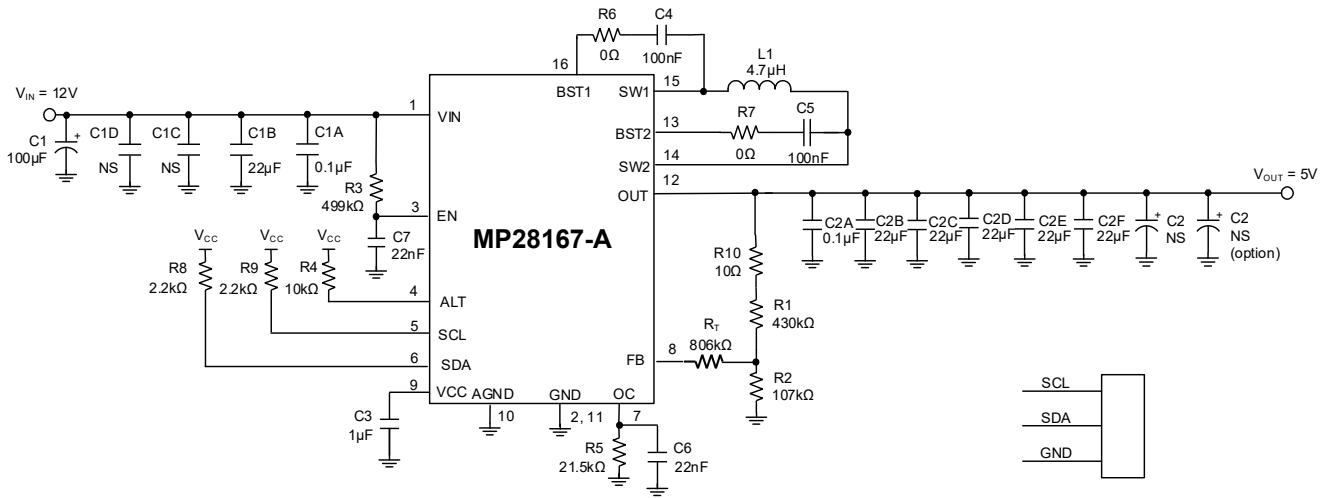 R6
C4
0Ω
100nF
16
L1
4.7µH
BST1
SW1
15
V_IN = 12V
1
VIN
C1
100µF
+
C1D
NS
C1C
NS
C1B
22µF
C1A
0.1µF
R7
C5
BST2
13
0Ω
100nF
SW2
14
OUT
12
V_OUT = 5V
R3
499kΩ
3
EN
C7
22nF
MP28167-A
C2A
0.1µF
C2B
22µF
C2C
22µF
C2D
22µF
C2E
22µF
C2F
22µF
+
C2
NS
+
C2
NS
(option)
V_CC
V_CC
V_CC
R8
2.2kΩ
R9
2.2kΩ
R4
10kΩ
R10
10Ω
4
ALT
R1
430kΩ
5
SCL
R_T
806kΩ
6
SDA
FB
8
R2
107kΩ
9
VCC
AGND
GND
OC
10
2, 11
7
C3
1µF
R5
21.5kΩ
C6
22nF
SCL
SDA
GND